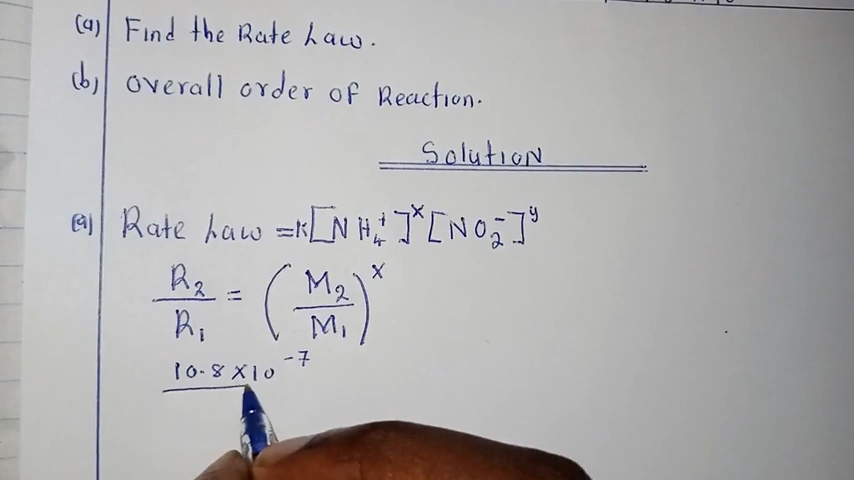 (a) Find the Rate Law.
(b) Overall order of Reaction.
Solution
(a) Rate Law = K[NH₄⁺]ˣ [NO₂⁻]ʸ
R₂/R₁ = (M₂/M₁)ˣ
10.8 × 10⁻⁷